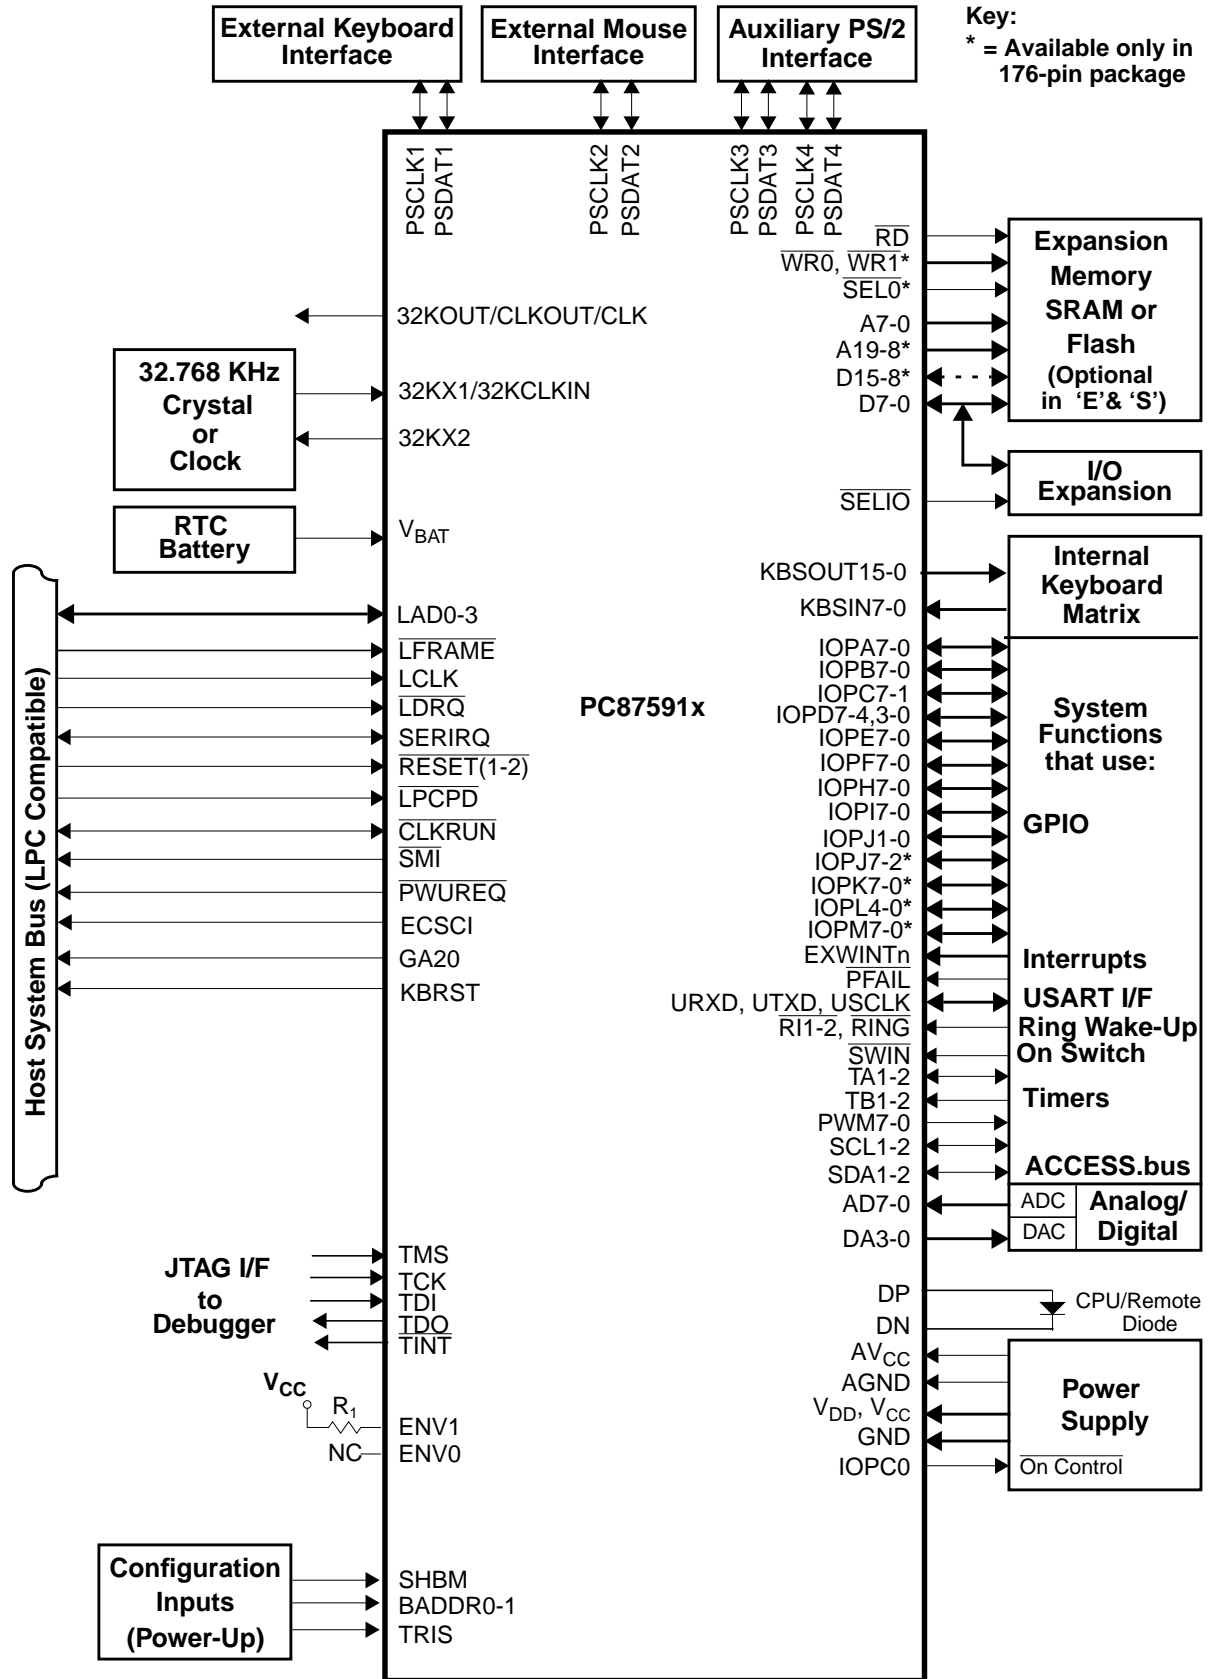 External Keyboard
Interface
External Mouse
Interface
Auxiliary PS/2
Interface
Key:
* = Available only in
176-pin package
PSCLK1
PSDAT1
PSCLK2
PSDAT2
PSCLK3
PSDAT3
PSCLK4
PSDAT4
RD
WR0, WR1*
SEL0*
A7-0
A19-8*
D15-8*
D7-0
Expansion
Memory
SRAM or
Flash
(Optional
in 'E'& 'S')
32KOUT/CLKOUT/CLK
32.768 KHz
Crystal
or
Clock
32KX1/32KCLKIN
32KX2
SELIO
I/O
Expansion
RTC
Battery
VBAT
KBSOUT15-0
KBSIN7-0
Internal
Keyboard
Matrix
Host System Bus (LPC Compatible)
LAD0-3
LFRAME
LCLK
LDRQ
SERIRQ
RESET(1-2)
LPCPD
CLKRUN
SMI
PWUREQ
ECSCI
GA20
KBRST
PC87591x
IOPA7-0
IOPB7-0
IOPC7-1
IOPD7-4,3-0
IOPE7-0
IOPF7-0
IOPH7-0
IOPI7-0
IOPJ1-0
IOPJ7-2*
IOPK7-0*
IOPL4-0*
IOPM7-0*
EXWINTn
PFAIL
URXD, UTXD, USCLK
RI1-2, RING
SWIN
TA1-2
TB1-2
PWM7-0
SCL1-2
SDA1-2
AD7-0
DA3-0
System
Functions
that use:
GPIO
Interrupts
USART I/F
Ring Wake-Up
On Switch
Timers
ACCESS.bus
ADC
DAC
Analog/
Digital
JTAG I/F
to
Debugger
TMS
TCK
TDI
TDO
TINT
DP
DN
CPU/Remote
Diode
VCC
R1
NC
ENV1
ENV0
AVCC
AGND
VDD, VCC
GND
IOPC0
Power
Supply
On Control
Configuration
Inputs
(Power-Up)
SHBM
BADDR0-1
TRIS